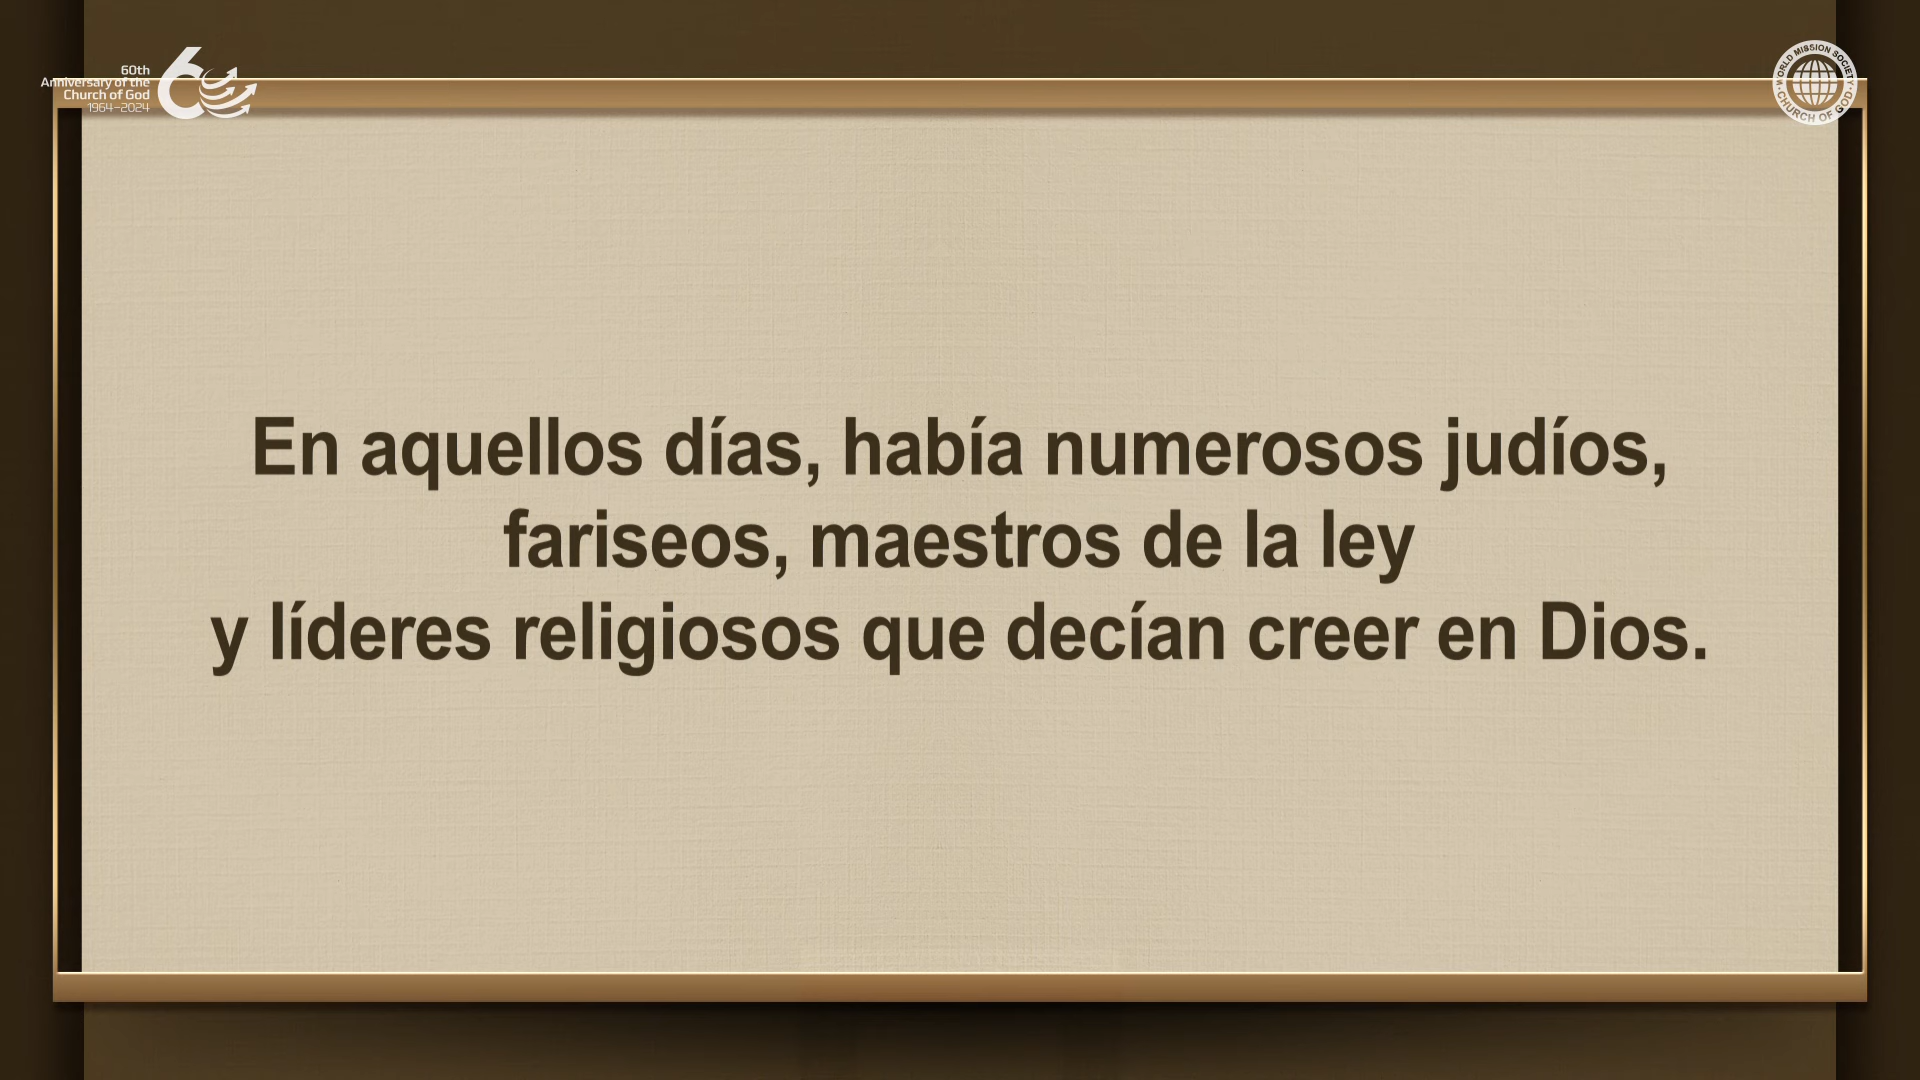 60th
Anniversary of the
Church of God
1964–2024
WORLD MISSION SOCIETY
CHURCH OF GOD
En aquellos días, había numerosos judíos,
fariseos, maestros de la ley
y líderes religiosos que decían creer en Dios.